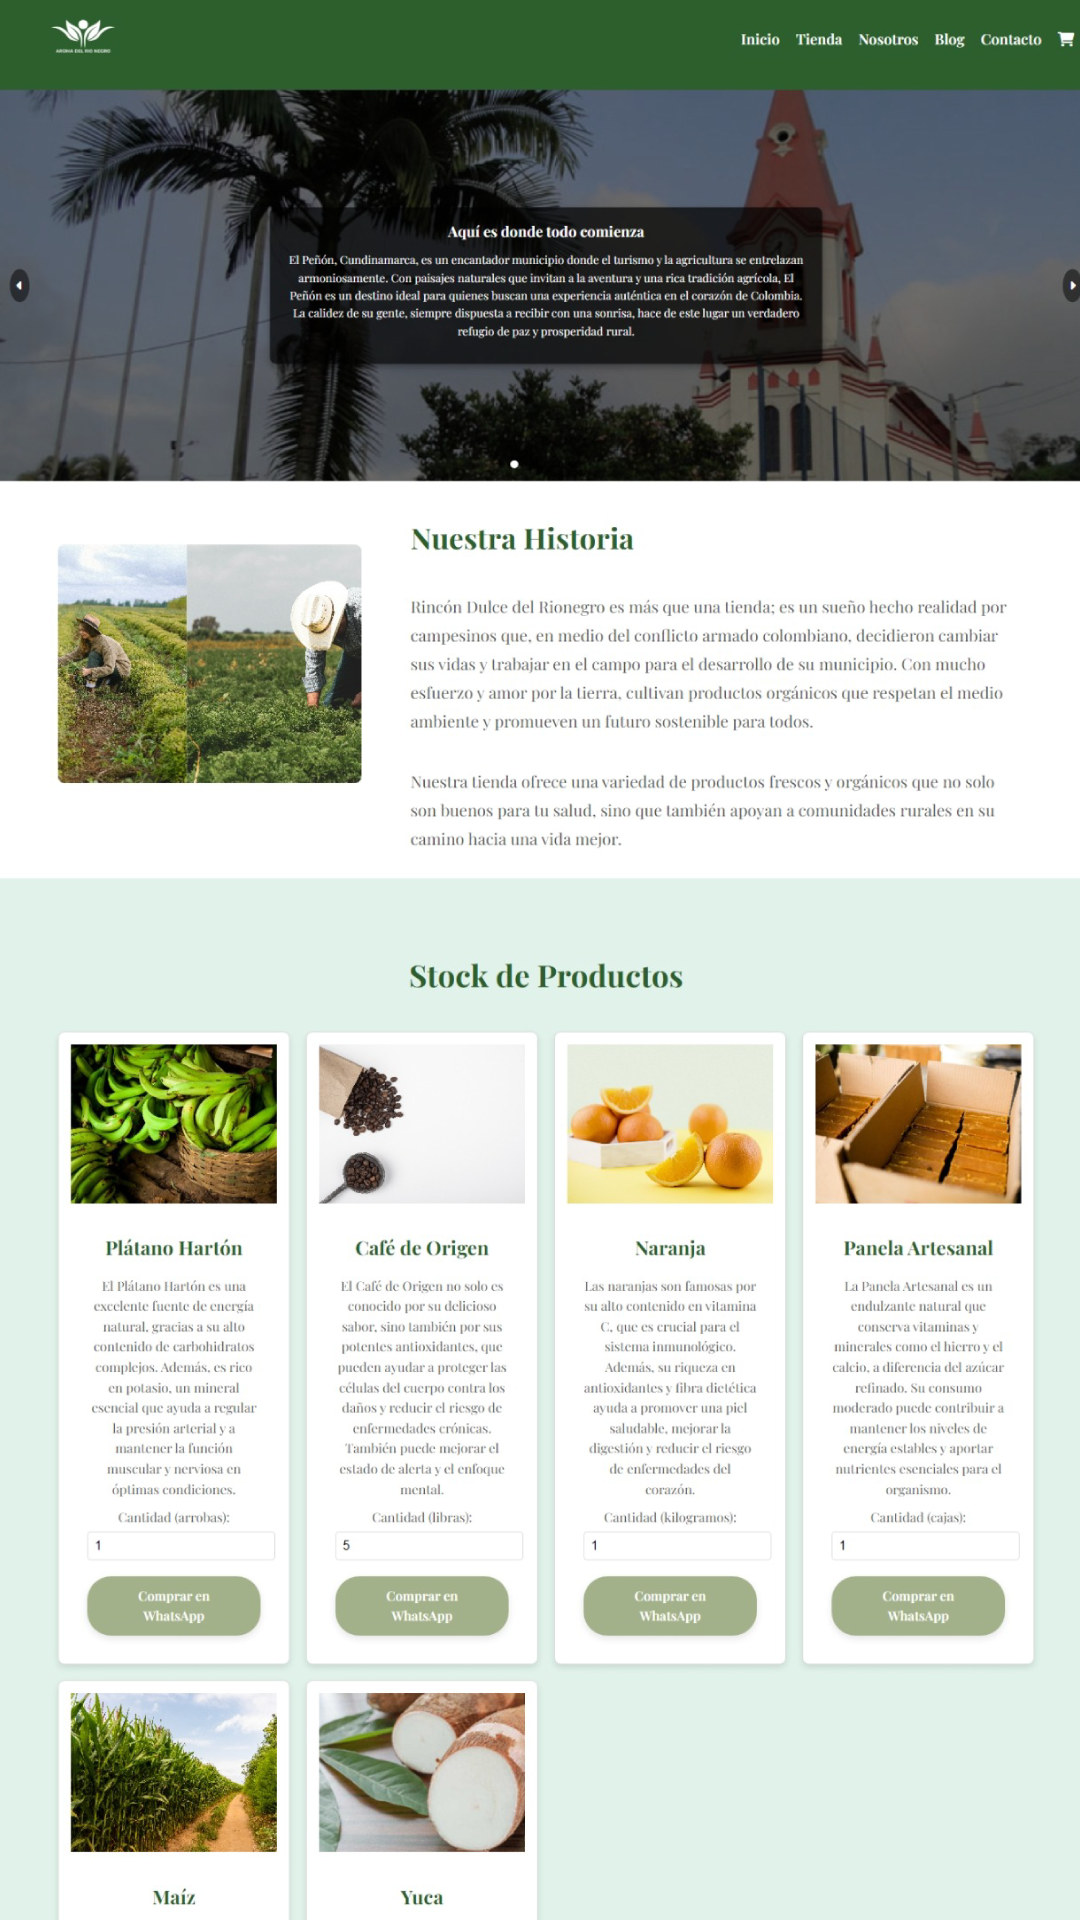 AROMA DEL RIO NEGRO
Inicio Tienda Nosotros Blog Contacto
Aquí es donde todo comienza
El Peñón, Cundinamarca, es un encantador municipio donde el turismo y la agricultura se entrelazan
armoniosamente. Con paisajes naturales que invitan a la aventura y una rica tradición agrícola, El
Peñón es un destino ideal para quienes buscan una experiencia auténtica en el corazón de Colombia.
La calidez de su gente, siempre dispuesta a recibir con una sonrisa, hace de este lugar un verdadero
refugio de paz y prosperidad rural.
Nuestra Historia
Rincón Dulce del Rionegro es más que una tienda; es un sueño hecho realidad por
campesinos que, en medio del conflicto armado colombiano, decidieron cambiar
sus vidas y trabajar en el campo para el desarrollo de su municipio. Con mucho
esfuerzo y amor por la tierra, cultivan productos orgánicos que respetan el medio
ambiente y promueven un futuro sostenible para todos.
Nuestra tienda ofrece una variedad de productos frescos y orgánicos que no solo
son buenos para tu salud, sino que también apoyan a comunidades rurales en su
camino hacia una vida mejor.
Stock de Productos
Plátano Hartón
El Plátano Hartón es una
excelente fuente de energía
natural, gracias a su alto
contenido de carbohidratos
complejos. Además, es rico
en potasio, un mineral
esencial que ayuda a regular
la presión arterial y a
mantener la función
muscular y nerviosa en
óptimas condiciones.
Cantidad (arrobas):
1
Comprar en
WhatsApp
Café de Origen
El Café de Origen no solo es
conocido por su delicioso
sabor, sino también por sus
potentes antioxidantes, que
pueden ayudar a proteger las
células del cuerpo contra los
daños y reducir el riesgo de
enfermedades crónicas.
También puede mejorar el
estado de alerta y el enfoque
mental.
Cantidad (libras):
5
Comprar en
WhatsApp
Naranja
Las naranjas son famosas por
su alto contenido en vitamina
C, que es crucial para el
sistema inmunológico.
Además, su riqueza en
antioxidantes y fibra dietética
ayuda a promover una piel
saludable, mejorar la
digestión y reducir el riesgo
de enfermedades del
corazón.
Cantidad (kilogramos):
1
Comprar en
WhatsApp
Panela Artesanal
La Panela Artesanal es un
endulzante natural que
conserva vitaminas y
minerales como el hierro y el
calcio, a diferencia del azúcar
refinado. Su consumo
moderado puede contribuir a
mantener los niveles de
energía estables y aportar
nutrientes esenciales para el
organismo.
Cantidad (cajas):
1
Comprar en
WhatsApp
Maíz
Yuca